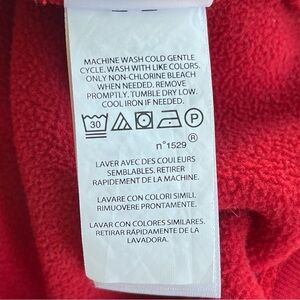 MACHINE WASH COLD GENTLE
CYCLE. WASH WITH LIKE COLORS.
ONLY NON-CHLORINE BLEACH
WHEN NEEDED. REMOVE
PROMPTLY. TUMBLE DRY LOW.
COOL IRON IF NEEDED.
30 P
®
n°1529
LAVER AVEC DES COULEURS
SEMBLABLES. RETIRER
RAPIDEMENT DE LA MACHINE.
LAVARE CON COLORI SIMILI.
RIMUOVERE PRONTAMENTE.
LAVAR CON COLORES SIMILARES.
RETIRAR RÁPIDAMENTE DE LA
LAVADORA.